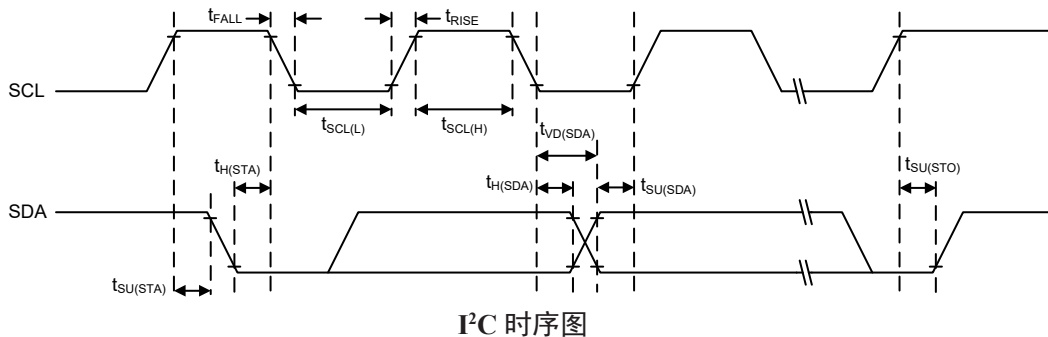 tFALL tRISE
SCL
tSCL(L) tSCL(H) tVD(SDA)
tH(STA) tH(SDA) tSU(SDA) tSU(STO)
SDA
tSU(STA)
I²C 时序图